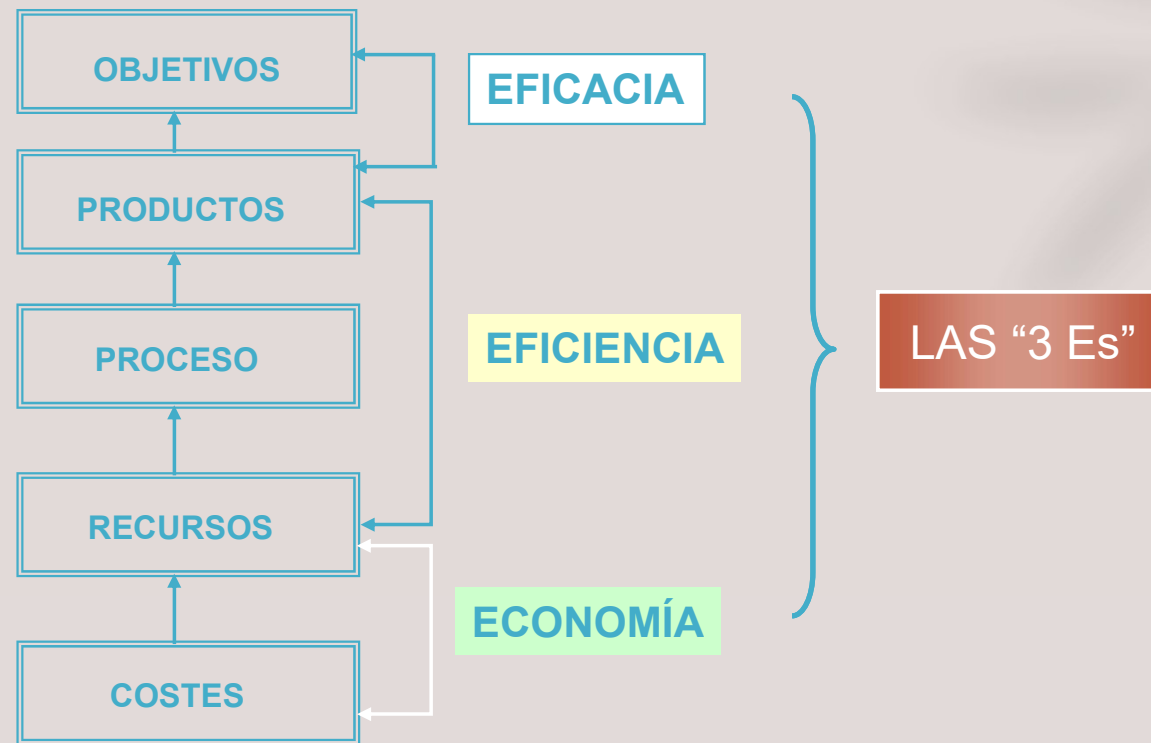 OBJETIVOS
EFICACIA
PRODUCTOS
PROCESO
EFICIENCIA
LAS “3 Es”
RECURSOS
ECONOMÍA
COSTES